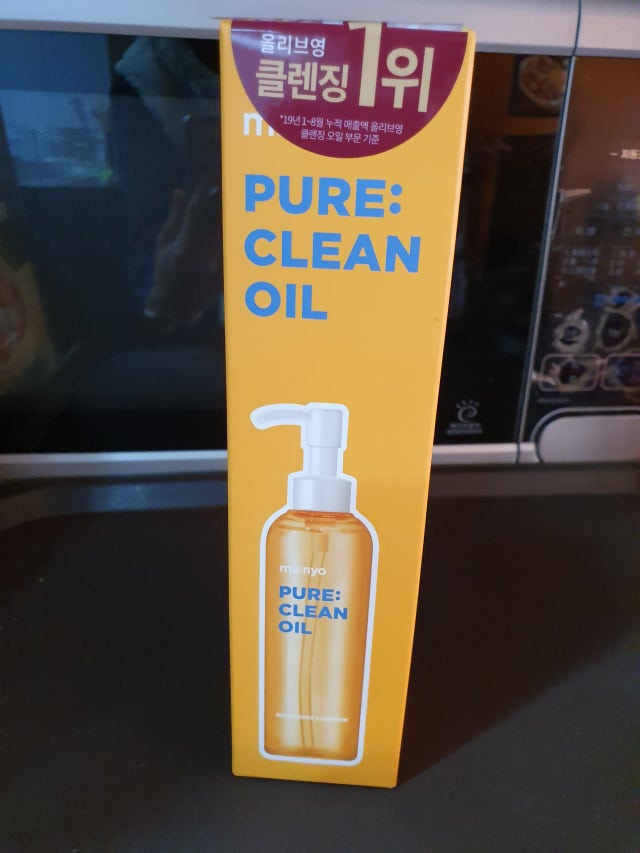 올리브영
클렌징 1위
*19년 1~8월 누적 매출액 올리브영
클렌징 오일 부문 기준
m
PURE:
CLEAN
OIL
ma:nyo
PURE:
CLEAN
OIL